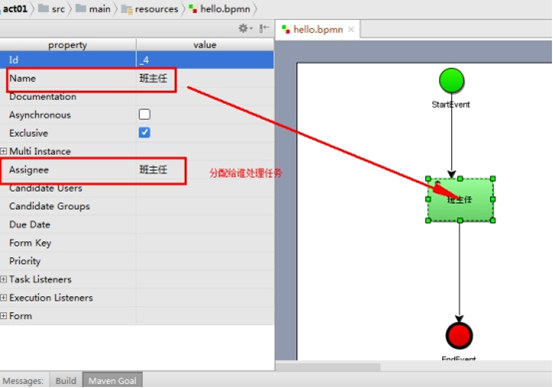 act01 src main resources hello.bpmn
hello.bpmn
property value
Id _4
Name 班主任
Documentation
Asynchronous
Exclusive
Multi Instance
Assignee 班主任
分配给谁处理任务
Candidate Users
Candidate Groups
Due Date
Form Key
Priority
Task Listeners
Execution Listeners
Form
StartEvent
班主任
EndEvent
Messages: Build Maven Goal